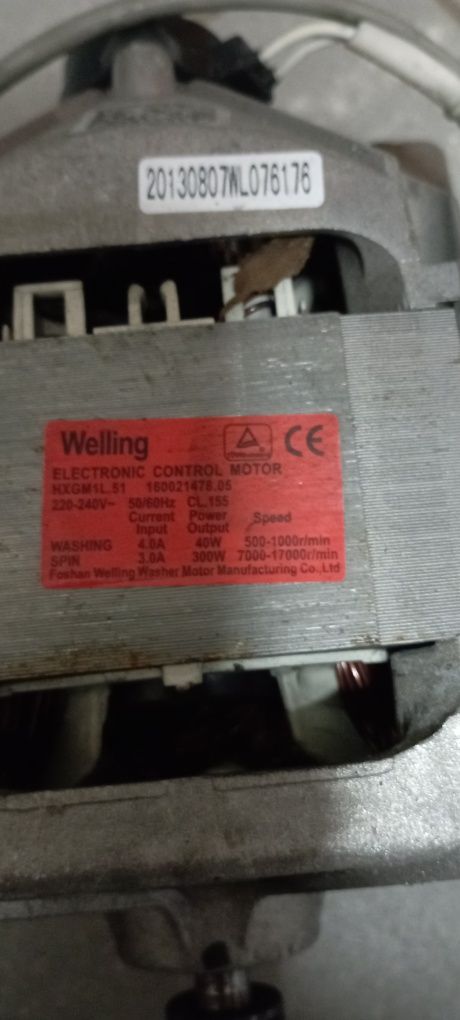 20130807WL076176
Welling
CE
ELECTRONIC CONTROL MOTOR
HXGM1L.51 160021478.05
220-240V~ 50/60Hz CL.155
Current Power Speed
Input Output
WASHING 4.0A 40W 500-1000r/min
SPIN 3.0A 300W 7000-17000r/min
Foshan Welling Washer Motor Manufacturing Co.,Ltd